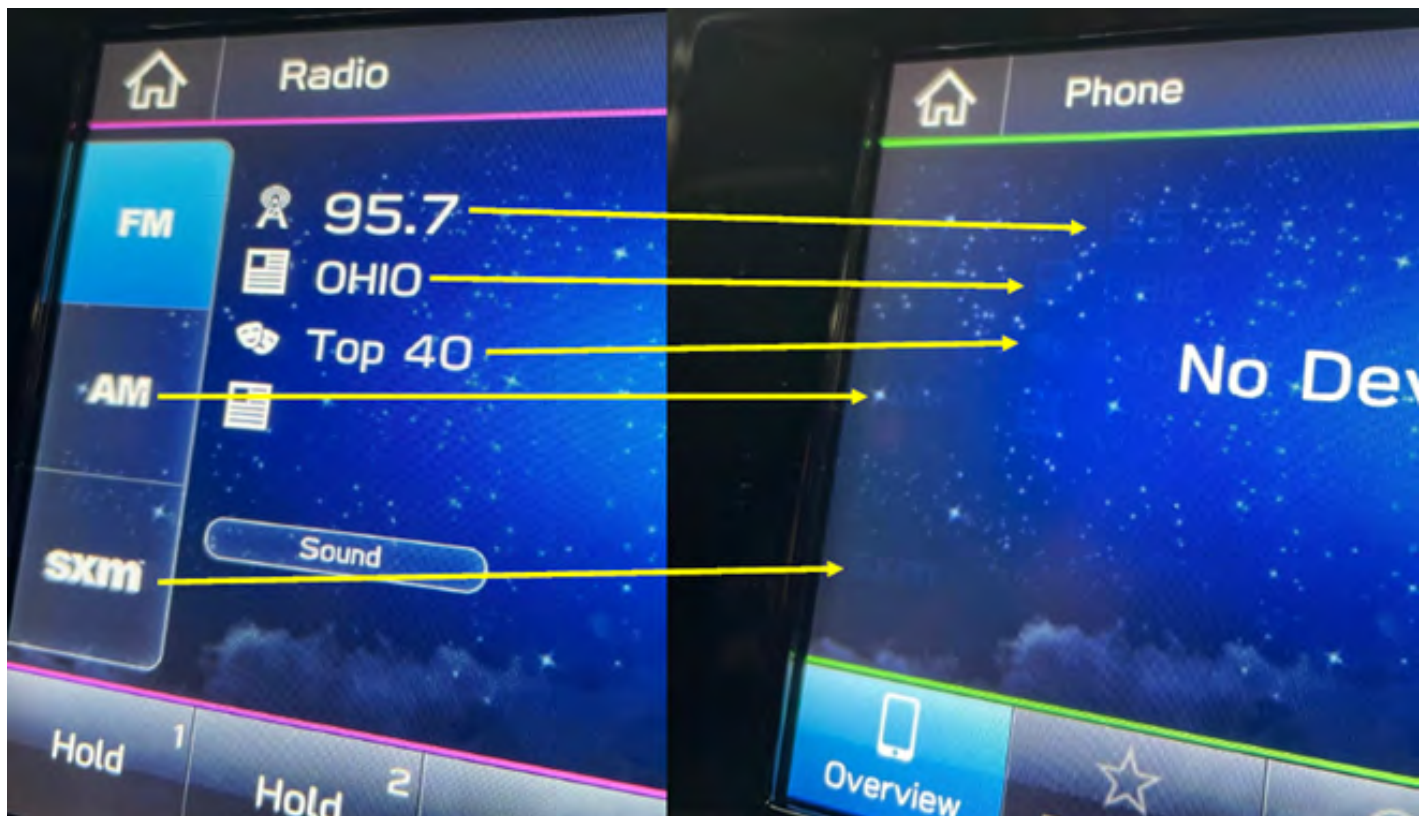 Radio
FM
95.7
OHIO
Top 40
AM
sxm
Sound
Hold 1
Hold 2
Phone
No Dev
Overview